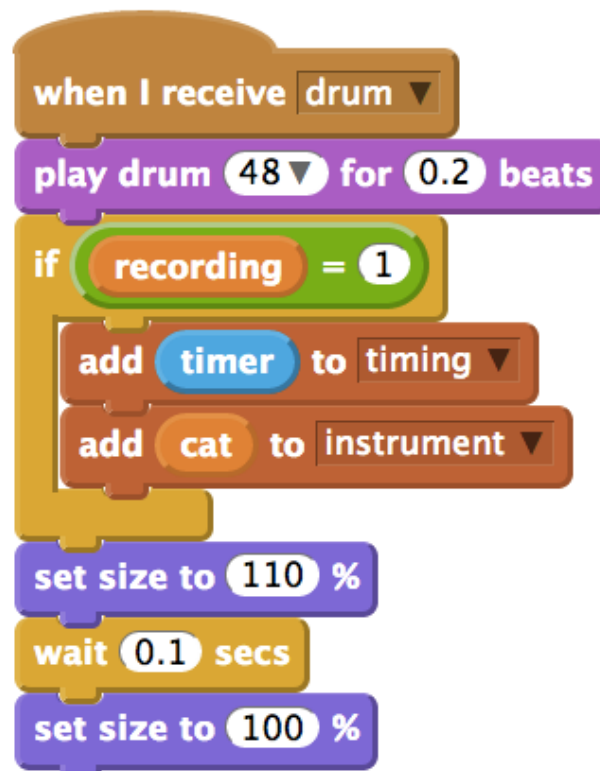 when I receive drum
play drum 48 for 0.2 beats
if recording = 1
add timer to timing
add cat to instrument
set size to 110 %
wait 0.1 secs
set size to 100 %